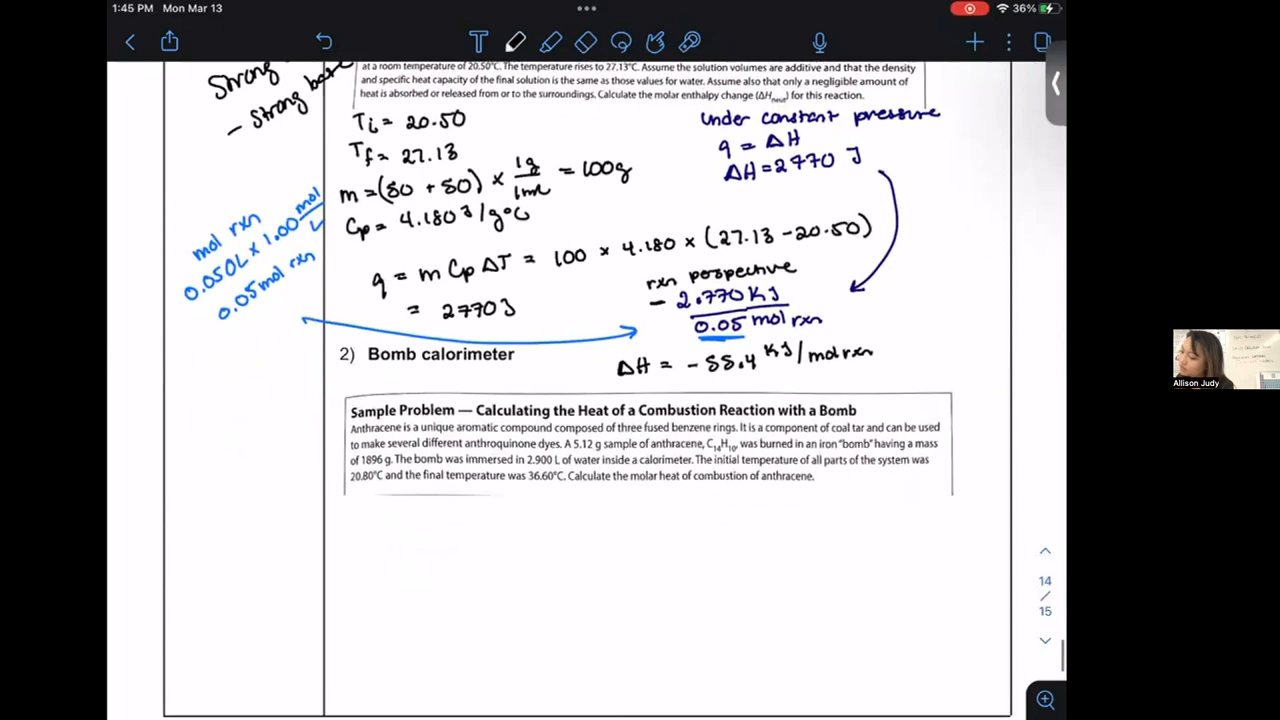 1:45 PM Mon Mar 13
36%
Strong
- Strong base
at a room temperature of 20.50°C. The temperature rises to 27.13°C. Assume the solution volumes are additive and that the density
and specific heat capacity of the final solution is the same as those values for water. Assume also that only a negligible amount of
heat is absorbed or released from or to the surroundings. Calculate the molar enthalpy change (ΔHneut) for this reaction.
Ti = 20.50
Tf = 27.13
m = (50 + 50) × 1g/1mL = 100g
Cp = 4.180 J/g°C
under constant pressure
q = ΔH
ΔH = 2770 J
mol rxn
0.050L × 1.00 mol/L
0.05 mol rxn
q = m Cp ΔT = 100 × 4.180 × (27.13 - 20.50)
= 2770J
rxn perspective
- 2.770 KJ
0.05 mol rxn
ΔH = - 55.4 KJ/mol rxn
2) Bomb calorimeter
Sample Problem — Calculating the Heat of a Combustion Reaction with a Bomb
Anthracene is a unique aromatic compound composed of three fused benzene rings. It is a component of coal tar and can be used
to make several different anthroquinone dyes. A 5.12 g sample of anthracene, C14H10, was burned in an iron "bomb" having a mass
of 1896 g. The bomb was immersed in 2.900 L of water inside a calorimeter. The initial temperature of all parts of the system was
20.80°C and the final temperature was 36.60°C. Calculate the molar heat of combustion of anthracene.
14
/
15
Allison Judy